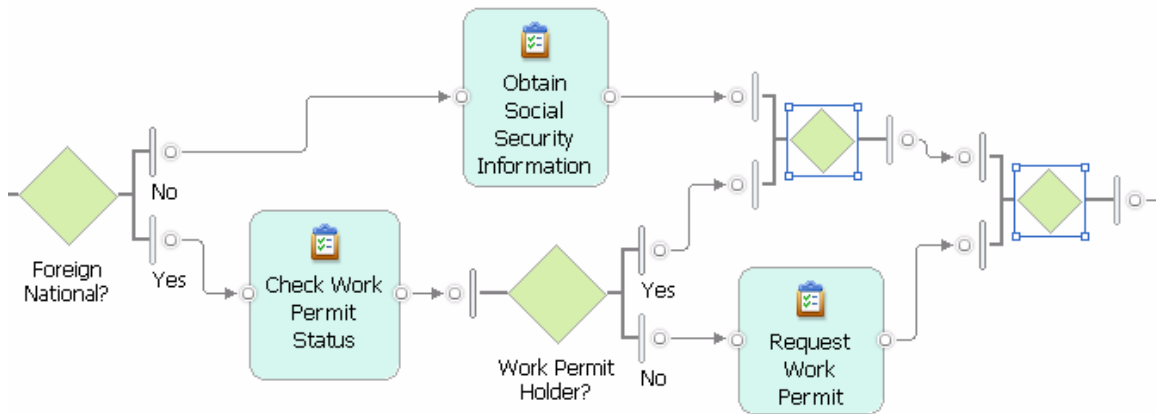 Obtain
Social
Security
Information
No
Foreign
National?
Yes
Check Work
Permit
Status
Work Permit
Holder?
Yes
No
Request
Work
Permit